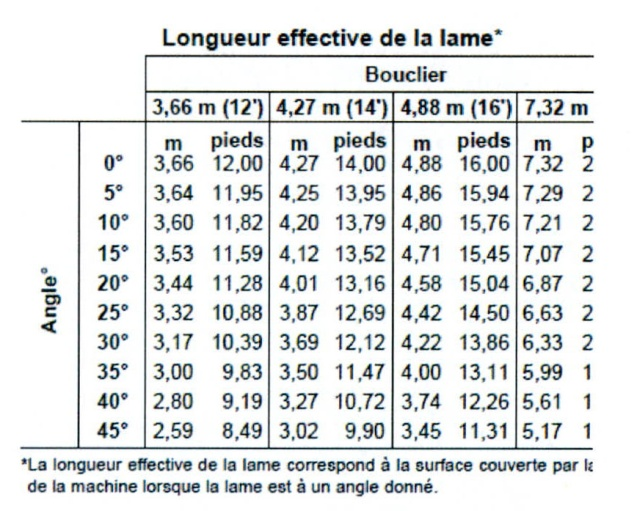 Longueur effective de la lame*
Bouclier
3,66 m (12') 4,27 m (14') 4,88 m (16') 7,32 m
m pieds m pieds m pieds m p
Angle°
0° 3,66 12,00 4,27 14,00 4,88 16,00 7,32 2
5° 3,64 11,95 4,25 13,95 4,86 15,94 7,29 2
10° 3,60 11,82 4,20 13,79 4,80 15,76 7,21 2
15° 3,53 11,59 4,12 13,52 4,71 15,45 7,07 2
20° 3,44 11,28 4,01 13,16 4,58 15,04 6,87 2
25° 3,32 10,88 3,87 12,69 4,42 14,50 6,63 2
30° 3,17 10,39 3,69 12,12 4,22 13,86 6,33 2
35° 3,00 9,83 3,50 11,47 4,00 13,11 5,99 1
40° 2,80 9,19 3,27 10,72 3,74 12,26 5,61 1
45° 2,59 8,49 3,02 9,90 3,45 11,31 5,17 1
*La longueur effective de la lame correspond à la surface couverte par
de la machine lorsque la lame est à un angle donné.